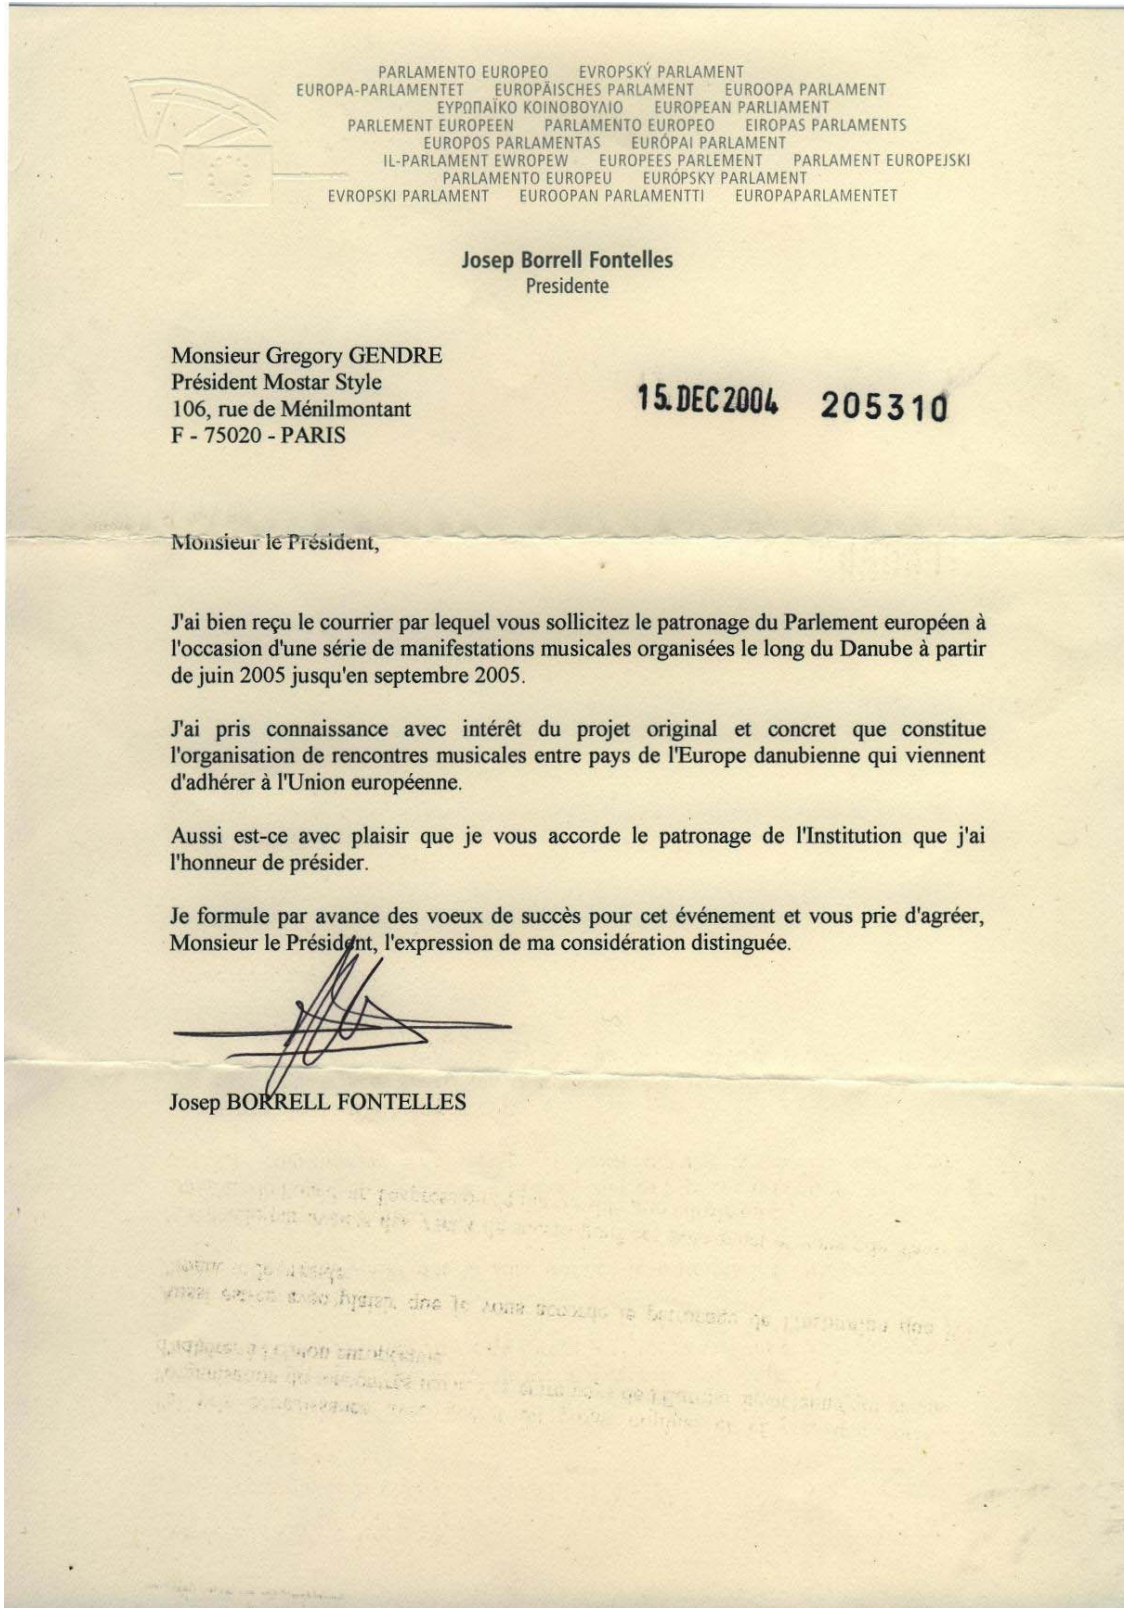 PARLAMENTO EUROPEO EVROPSKÝ PARLAMENT
EUROPA-PARLAMENTET EUROPÄISCHES PARLAMENT EUROOPA PARLAMENT
ΕΥΡΩΠΑΪΚΟ ΚΟΙΝΟΒΟΥΛΙΟ EUROPEAN PARLIAMENT
PARLEMENT EUROPEEN PARLAMENTO EUROPEO EIROPAS PARLAMENTS
EUROPOS PARLAMENTAS EURÓPAI PARLAMENT
IL-PARLAMENT EWROPEW EUROPEES PARLEMENT PARLAMENT EUROPEJSKI
PARLAMENTO EUROPEU EURÓPSKY PARLAMENT
EVROPSKI PARLAMENT EUROOPAN PARLAMENTTI EUROPAPARLAMENTET
Josep Borrell Fontelles
Presidente
Monsieur Gregory GENDRE
Président Mostar Style
106, rue de Ménilmontant
F - 75020 - PARIS
15.DEC 2004 205310
Monsieur le Président,
J'ai bien reçu le courrier par lequel vous sollicitez le patronage du Parlement européen à
l'occasion d'une série de manifestations musicales organisées le long du Danube à partir
de juin 2005 jusqu'en septembre 2005.
J'ai pris connaissance avec intérêt du projet original et concret que constitue
l'organisation de rencontres musicales entre pays de l'Europe danubienne qui viennent
d'adhérer à l'Union européenne.
Aussi est-ce avec plaisir que je vous accorde le patronage de l'Institution que j'ai
l'honneur de présider.
Je formule par avance des voeux de succès pour cet événement et vous prie d'agréer,
Monsieur le Président, l'expression de ma considération distinguée.
Josep BORRELL FONTELLES